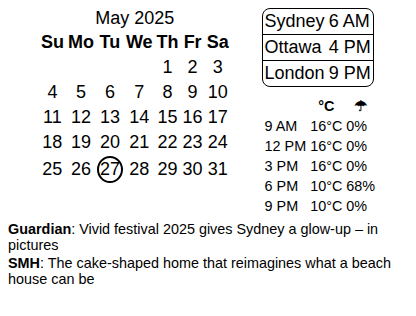 May 2025
Su Mo Tu We Th Fr Sa
1 2 3
4 5 6 7 8 9 10
11 12 13 14 15 16 17
18 19 20 21 22 23 24
25 26 27 28 29 30 31
Sydney 6 AM
Ottawa 4 PM
London 9 PM
°C ☂
9 AM 16°C 0%
12 PM 16°C 0%
3 PM 16°C 0%
6 PM 10°C 68%
9 PM 10°C 0%
Guardian: Vivid festival 2025 gives Sydney a glow-up – in
pictures
SMH: The cake-shaped home that reimagines what a beach
house can be